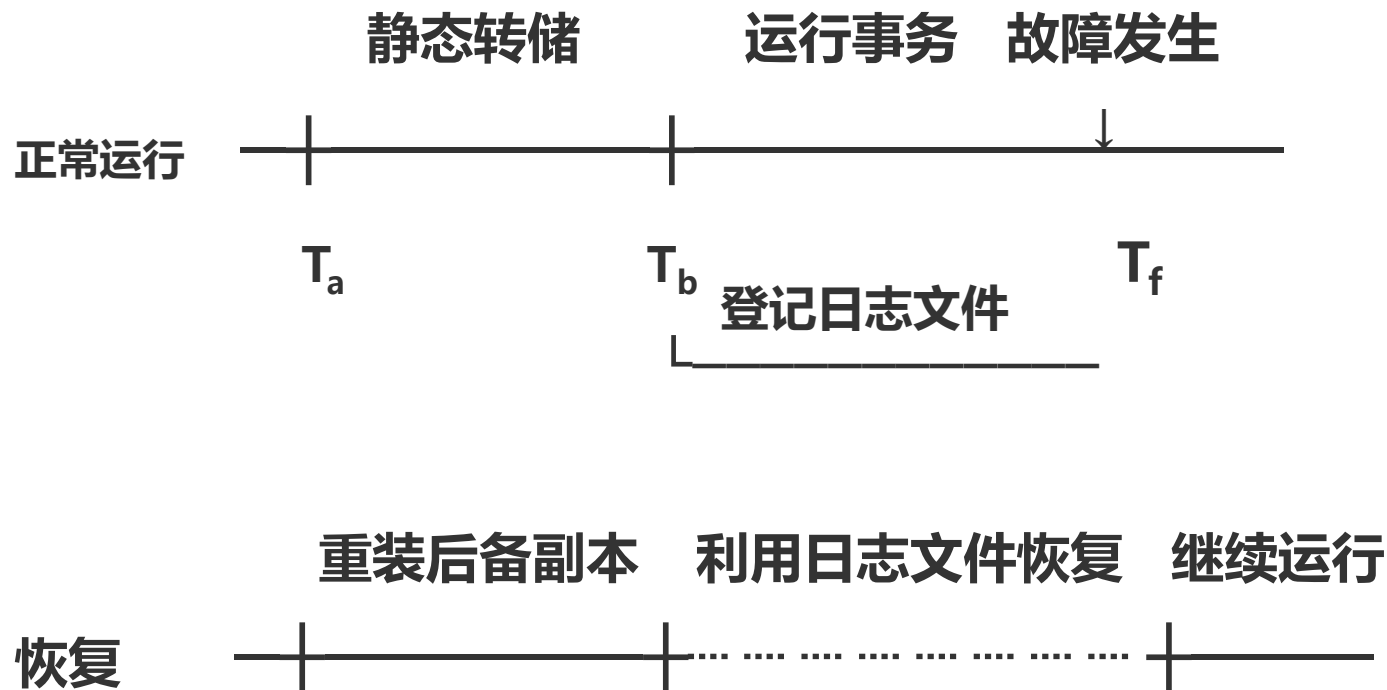 静态转储 运行事务 故障发生
正常运行
Ta Tb Tf
登记日志文件
重装后备副本 利用日志文件恢复 继续运行
恢复